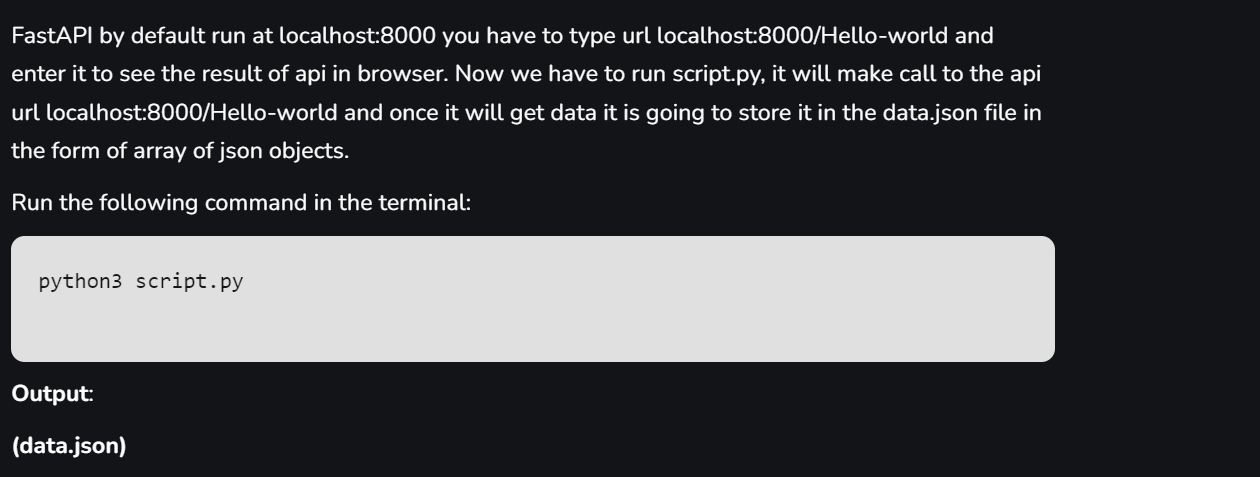 FastAPI by default run at localhost:8000 you have to type url localhost:8000/Hello-world and
enter it to see the result of api in browser. Now we have to run script.py, it will make call to the api
url localhost:8000/Hello-world and once it will get data it is going to store it in the data.json file in
the form of array of json objects.
Run the following command in the terminal:
python3 script.py
Output:
(data.json)